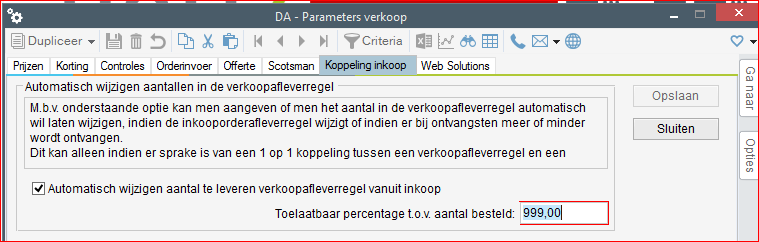 DA - Parameters verkoop
Dupliceer
Criteria
Prijzen Korting Controles Orderinvoer Offerte Scotsman Koppeling inkoop Web Solutions
Automatisch wijzigen aantallen in de verkoopafleverregel
M.b.v. onderstaande optie kan men aangeven of men het aantal in de verkoopafleverregel automatisch
wil laten wijzigen, indien de inkooporderafleverregel wijzigt of indien er bij ontvangsten meer of minder
wordt ontvangen.
Dit kan alleen indien er sprake is van een 1 op 1 koppeling tussen een verkoopafleverregel en een
Automatisch wijzigen aantal te leveren verkoopafleverregel vanuit inkoop
Toelaatbaar percentage t.o.v. aantal besteld: 999,00
Opslaan
Sluiten
Ga naar
Opties